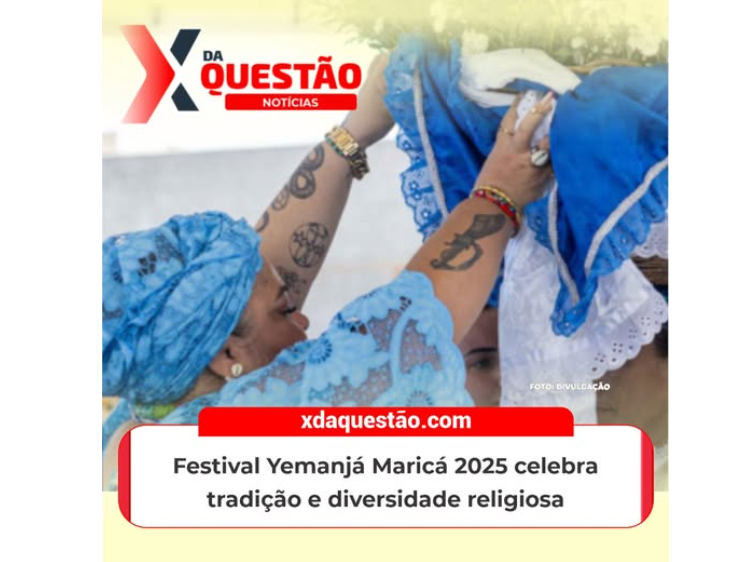 DA
QUESTÃO
NOTÍCIAS
FOTO: DIVULGAÇÃO
xdaquestão.com
Festival Yemanjá Maricá 2025 celebra
tradição e diversidade religiosa